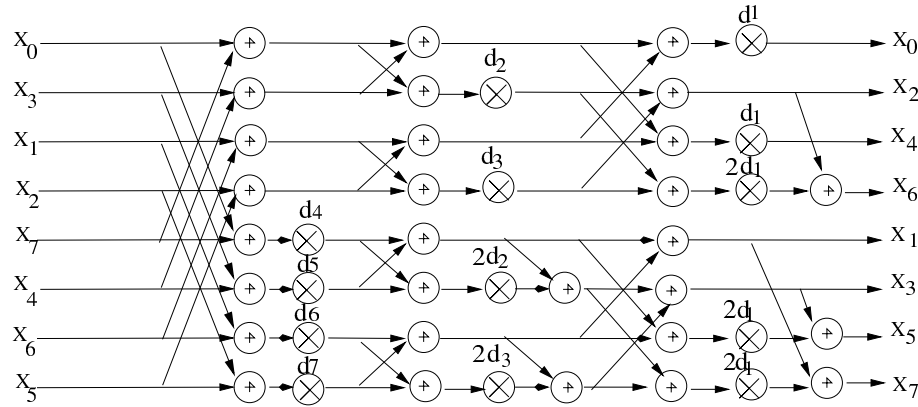 X0 d1 X0
X3 d2 X2
X1 d1 X4
X2 d3 2d1 X6
X7 d4 X1
X4 d5 2d2 X3
X6 d6 2d1 X5
X5 d7 2d3 2d1 X7